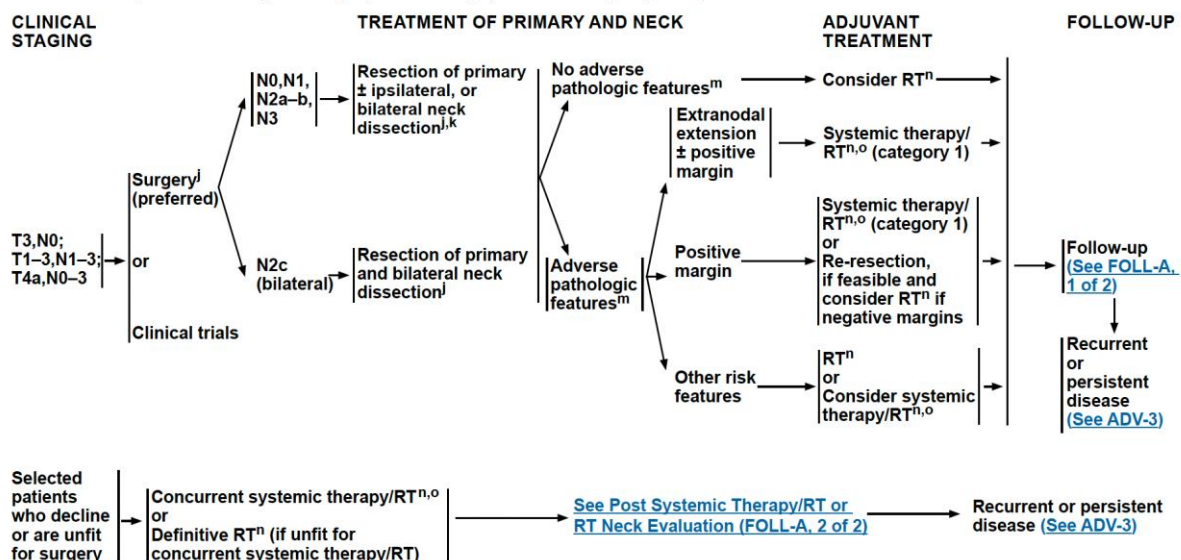 CLINICAL
STAGING
TREATMENT OF PRIMARY AND NECK
ADJUVANT
TREATMENT
FOLLOW-UP
T3,N0;
T1–3,N1–3;
T4a,N0–3
Surgeryʲ
(preferred)
or
Clinical trials
N0,N1,
N2a–b,
N3
Resection of primary
± ipsilateral, or
bilateral neck
dissectionʲ,ᵏ
N2c
(bilateral)
Resection of primary
and bilateral neck
dissectionʲ
No adverse
pathologic featuresᵐ
Consider RTⁿ
Adverse
pathologic
featuresᵐ
Extranodal
extension
± positive
margin
Systemic therapy/
RTⁿ,ᵒ (category 1)
Positive
margin
Systemic therapy/
RTⁿ,ᵒ (category 1)
or
Re-resection,
if feasible and
consider RTⁿ if
negative margins
Other risk
features
RTⁿ
or
Consider systemic
therapy/RTⁿ,ᵒ
Follow-up
(See FOLL-A,
1 of 2)
Recurrent
or
persistent
disease
(See ADV-3)
Selected
patients
who decline
or are unfit
for surgery
Concurrent systemic therapy/RTⁿ,ᵒ
or
Definitive RTⁿ (if unfit for
concurrent systemic therapy/RT)
See Post Systemic Therapy/RT or
RT Neck Evaluation (FOLL-A, 2 of 2)
Recurrent or persistent
disease (See ADV-3)